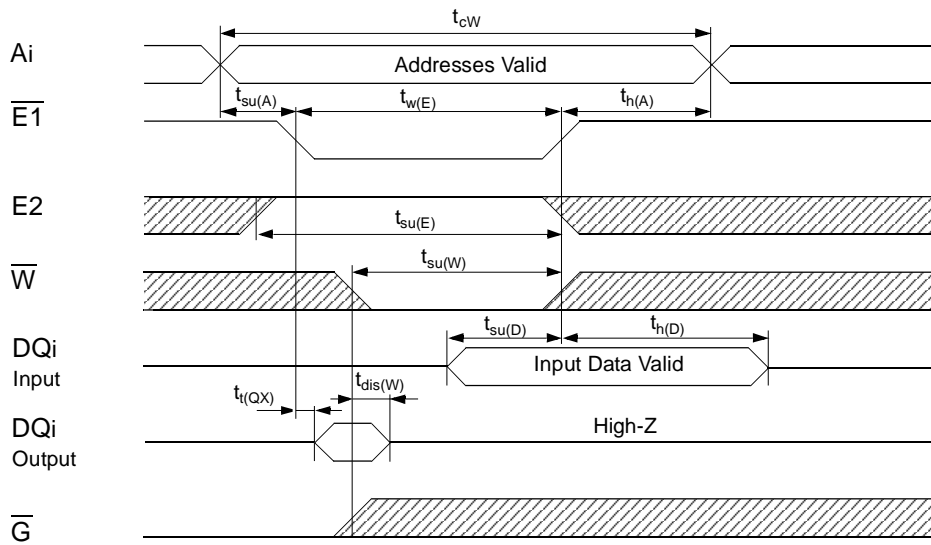 t_cW
Ai
Addresses Valid
t_su(A) t_w(E) t_h(A)
E1
E2
t_su(E)
t_su(W)
W
t_su(D) t_h(D)
DQi
Input
Input Data Valid
t_t(QX) t_dis(W)
DQi
Output
High-Z
G